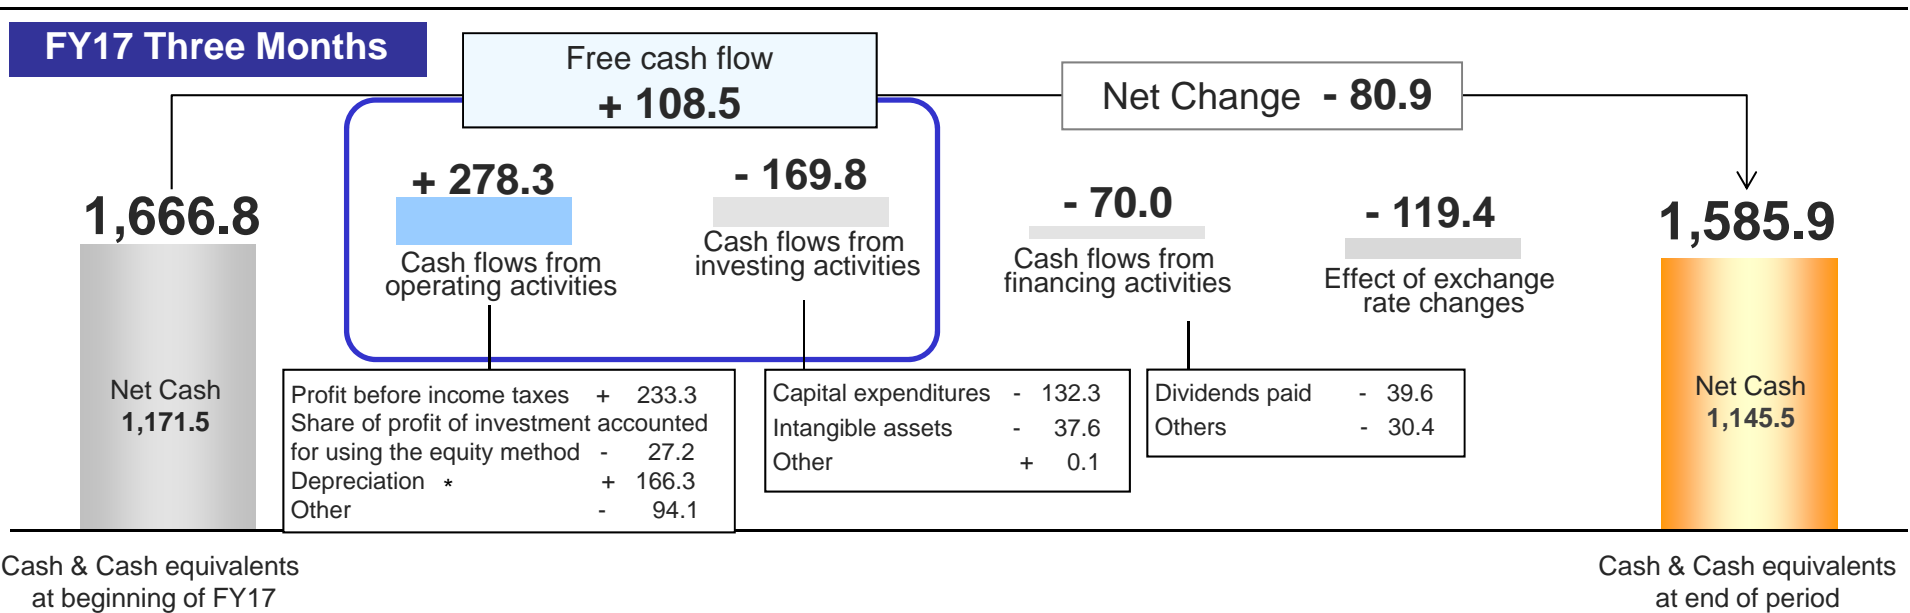 FY17 Three Months
Free cash flow
+ 108.5
Net Change - 80.9
1,666.8
+ 278.3
Cash flows from
operating activities
- 169.8
Cash flows from
investing activities
- 70.0
Cash flows from
financing activities
- 119.4
Effect of exchange
rate changes
1,585.9
Net Cash
1,171.5
Profit before income taxes + 233.3
Share of profit of investment accounted
for using the equity method - 27.2
Depreciation * + 166.3
Other - 94.1
Capital expenditures - 132.3
Intangible assets - 37.6
Other + 0.1
Dividends paid - 39.6
Others - 30.4
Net Cash
1,145.5
Cash & Cash equivalents
at beginning of FY17
Cash & Cash equivalents
at end of period